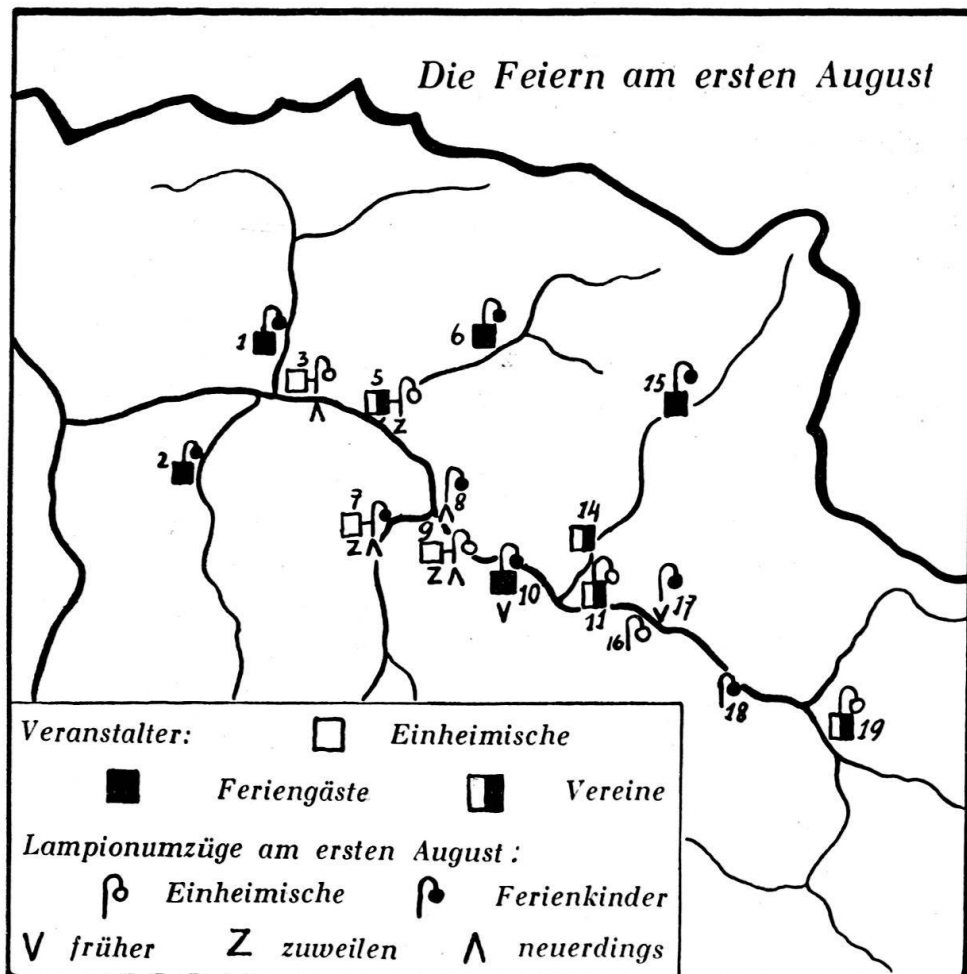 Die Feiern am ersten August
1
2
3
Λ
5
Z
6
7
Z Λ
8
Λ
9
Z Λ
10
V
11
14
15
16
17
V
18
19
Veranstalter: Einheimische
Feriengäste Vereine
Lampionumzüge am ersten August :
Einheimische Ferienkinder
V früher Z zuweilen Λ neuerdings